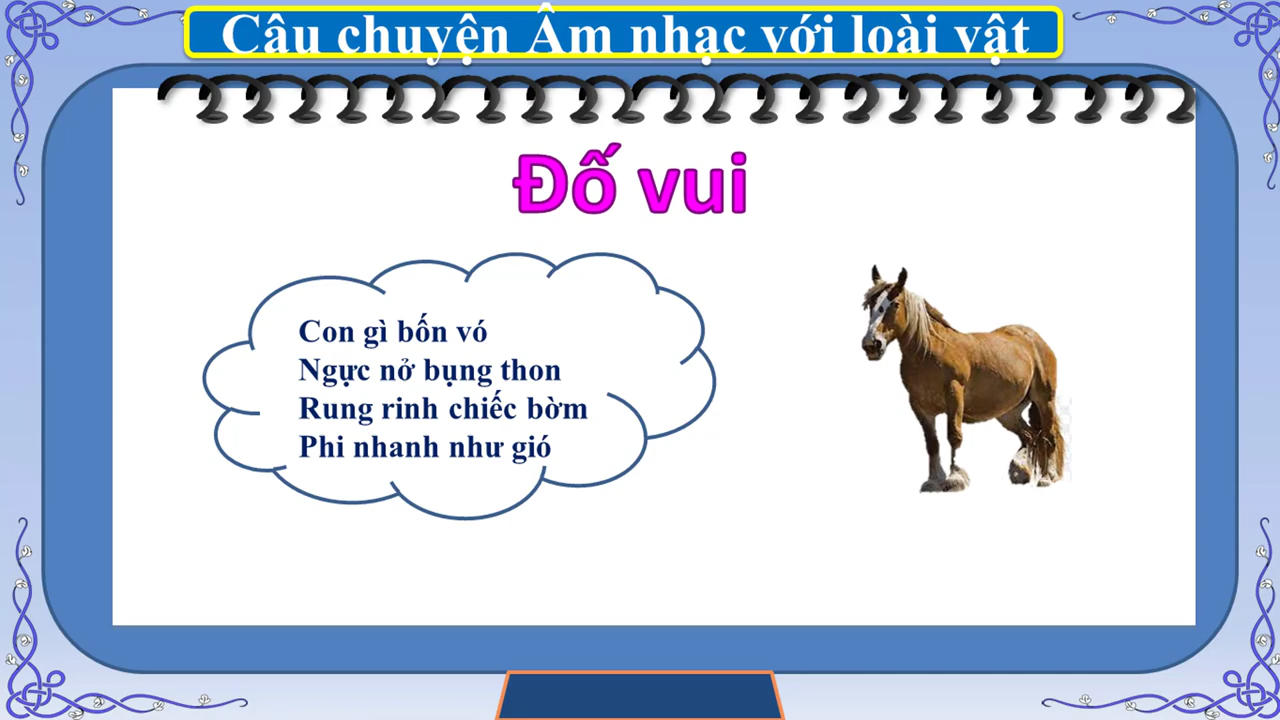 Câu chuyện Âm nhạc với loài vật
Đố vui
Con gì bốn vó
Ngực nở bụng thon
Rung rinh chiếc bờm
Phi nhanh như gió